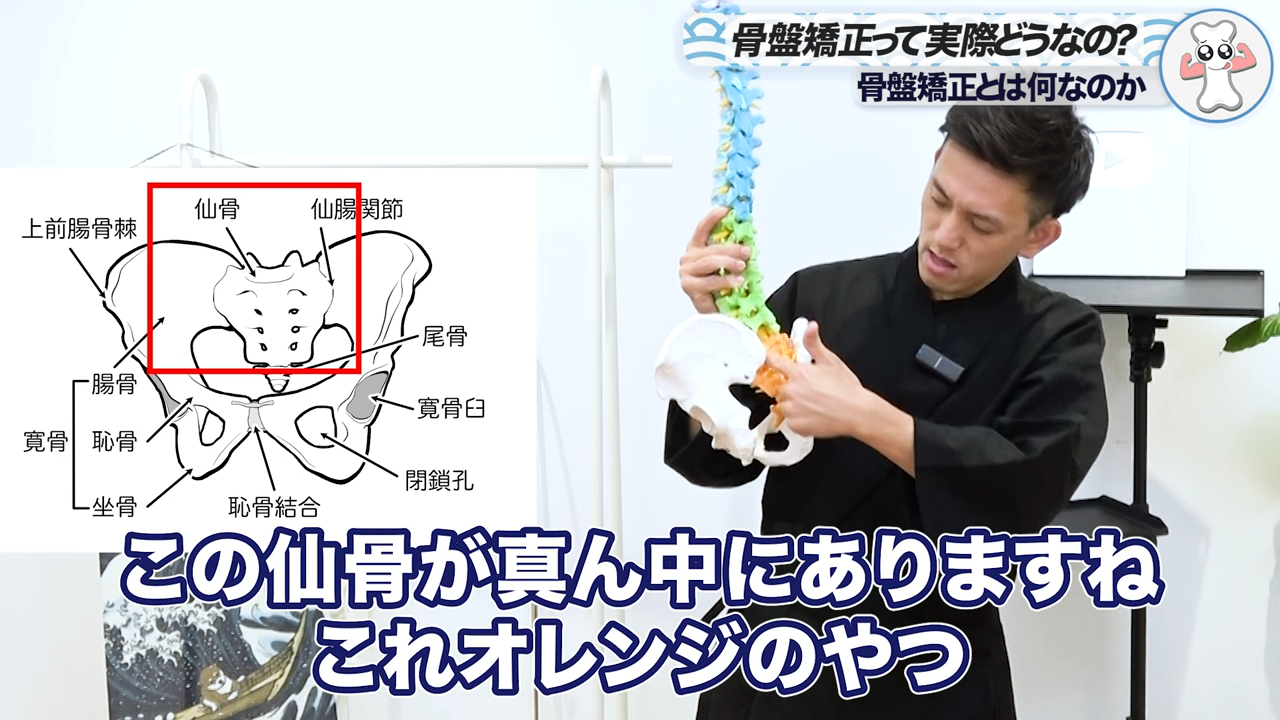 骨盤矯正って実際どうなの?
骨盤矯正とは何なのか
仙骨
仙腸関節
上前腸骨棘
尾骨
腸骨
寛骨臼
寛骨
恥骨
閉鎖孔
坐骨
恥骨結合
この仙骨が真ん中にありますね
これオレンジのやつ